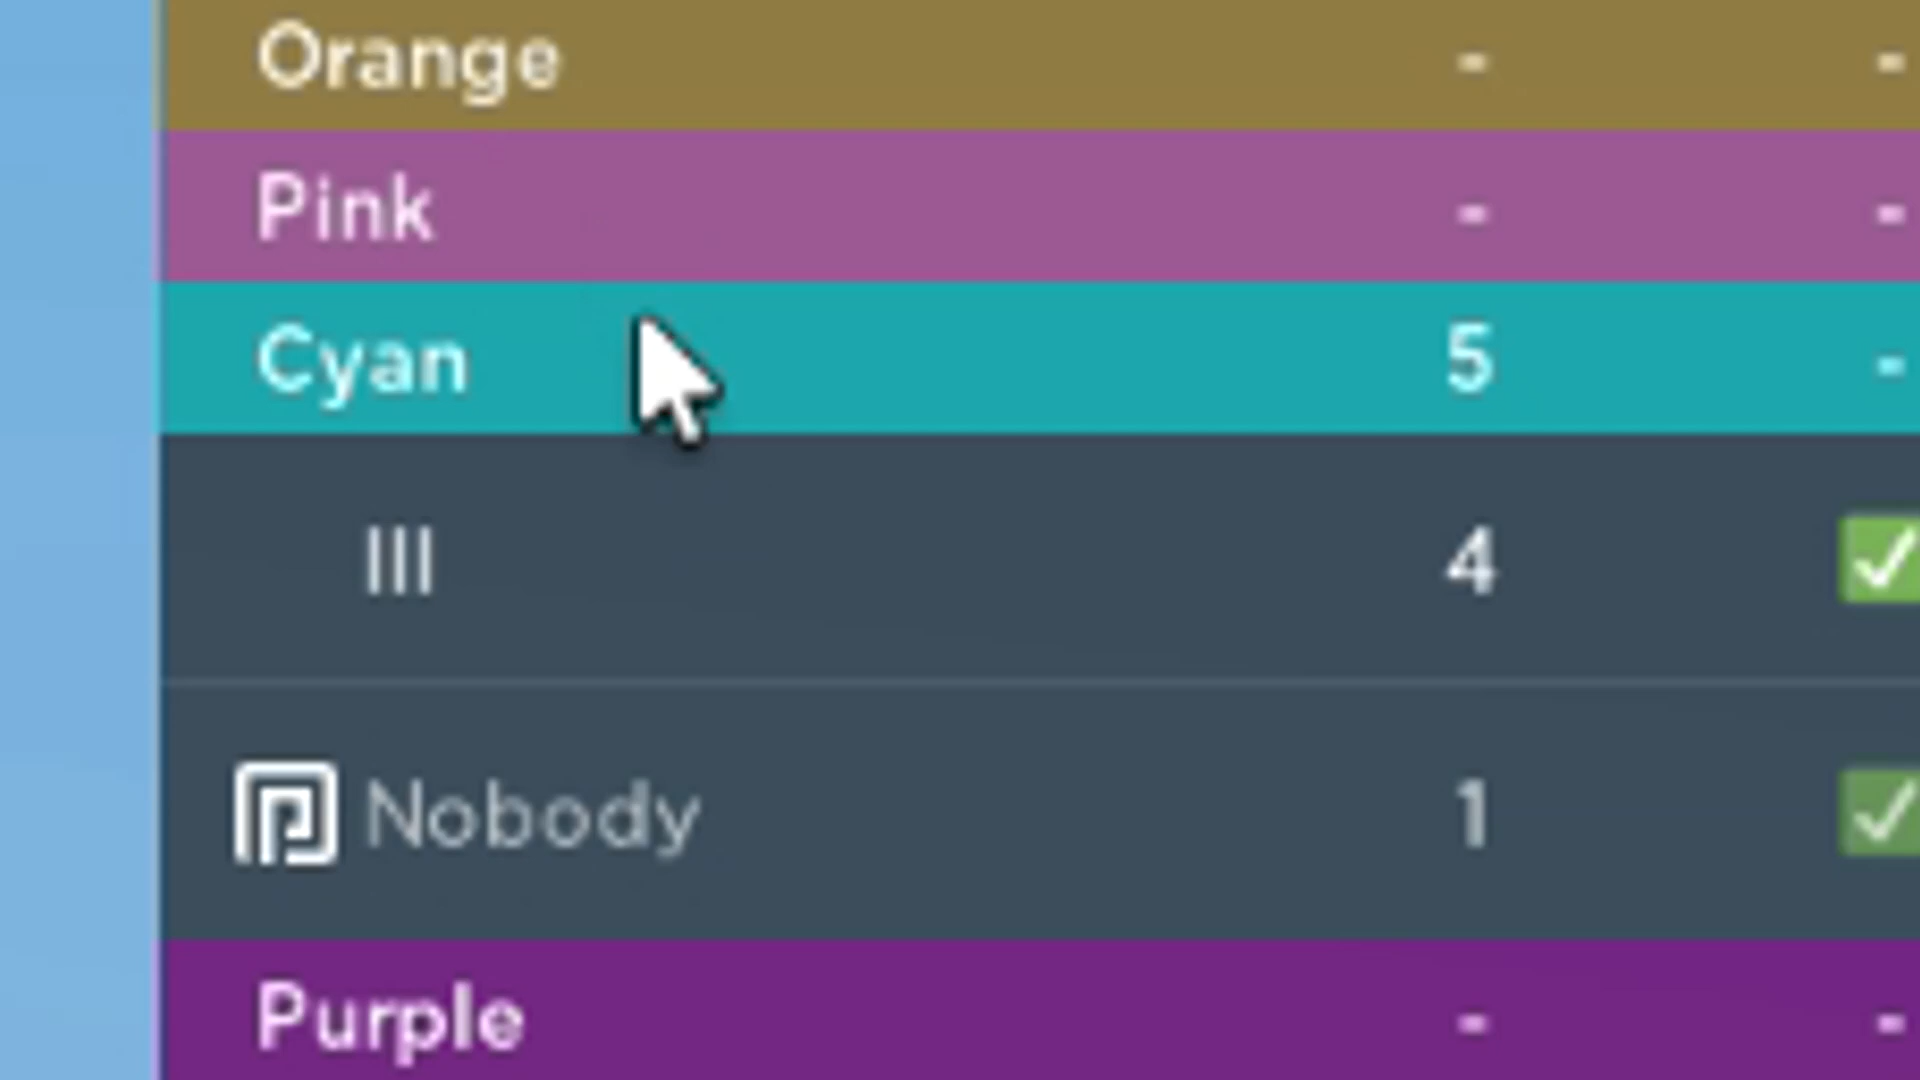 Orange - -
Pink - -
Cyan 5 -
III 4 ✅
Nobody 1 ✅
Purple - -